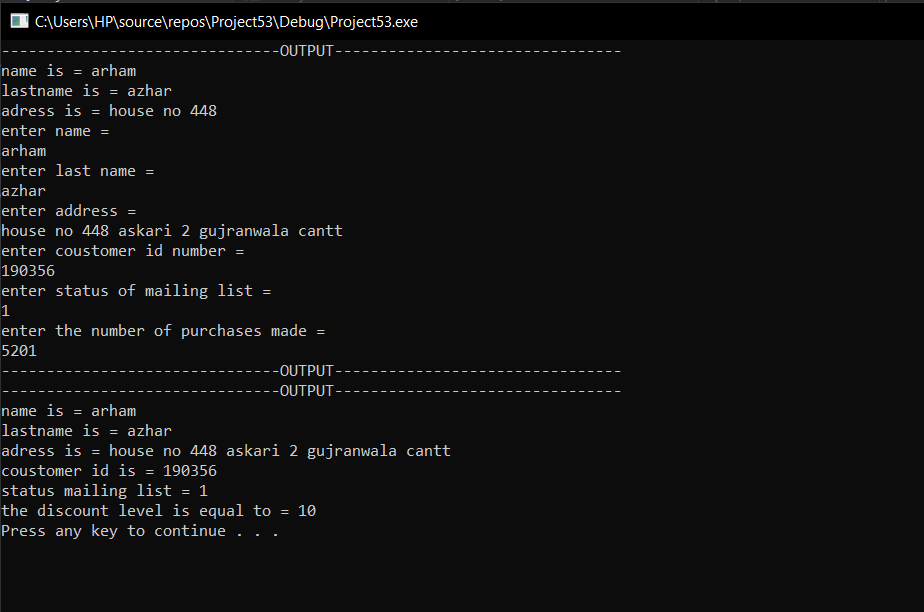 C:\Users\HP\source\repos\Project53\Debug\Project53.exe
-------------------------------OUTPUT--------------------------------
name is = arham
lastname is = azhar
adress is = house no 448
enter name =
arham
enter last name =
azhar
enter address =
house no 448 askari 2 gujranwala cantt
enter coustomer id number =
190356
enter status of mailing list =
1
enter the number of purchases made =
5201
-------------------------------OUTPUT--------------------------------
-------------------------------OUTPUT--------------------------------
name is = arham
lastname is = azhar
adress is = house no 448 askari 2 gujranwala cantt
coustomer id is = 190356
status mailing list = 1
the discount level is equal to = 10
Press any key to continue . . .